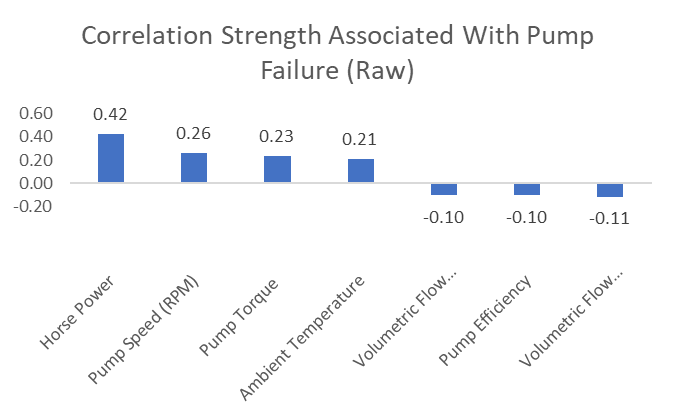 Correlation Strength Associated With Pump
Failure (Raw)
0.60
0.40
0.20
0.00
-0.20
0.42
0.26
0.23
0.21
-0.10
-0.10
-0.11
Horse Power
Pump Speed (RPM)
Pump Torque
Ambient Temperature
Volumetric Flow...
Pump Efficiency
Volumetric Flow...